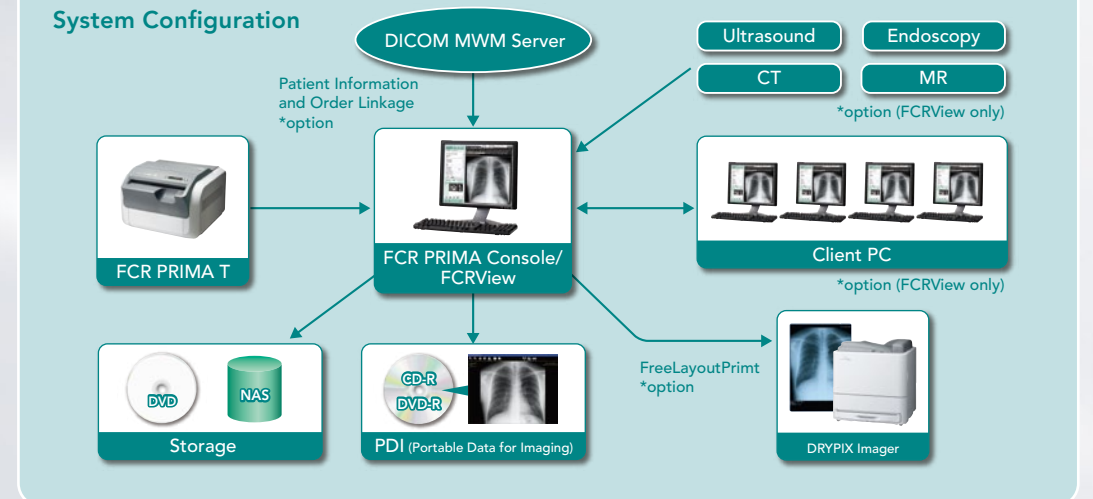 System Configuration
DICOM MWM Server
Ultrasound
Endoscopy
CT
MR
*option (FCRView only)
Patient Information
and Order Linkage
*option
FCR PRIMA T
FCR PRIMA Console/
FCRView
Client PC
*option (FCRView only)
DVD
NAS
Storage
CD-R
DVD-R
PDI (Portable Data for Imaging)
FreeLayoutPrimt
*option
DRYPIX Imager